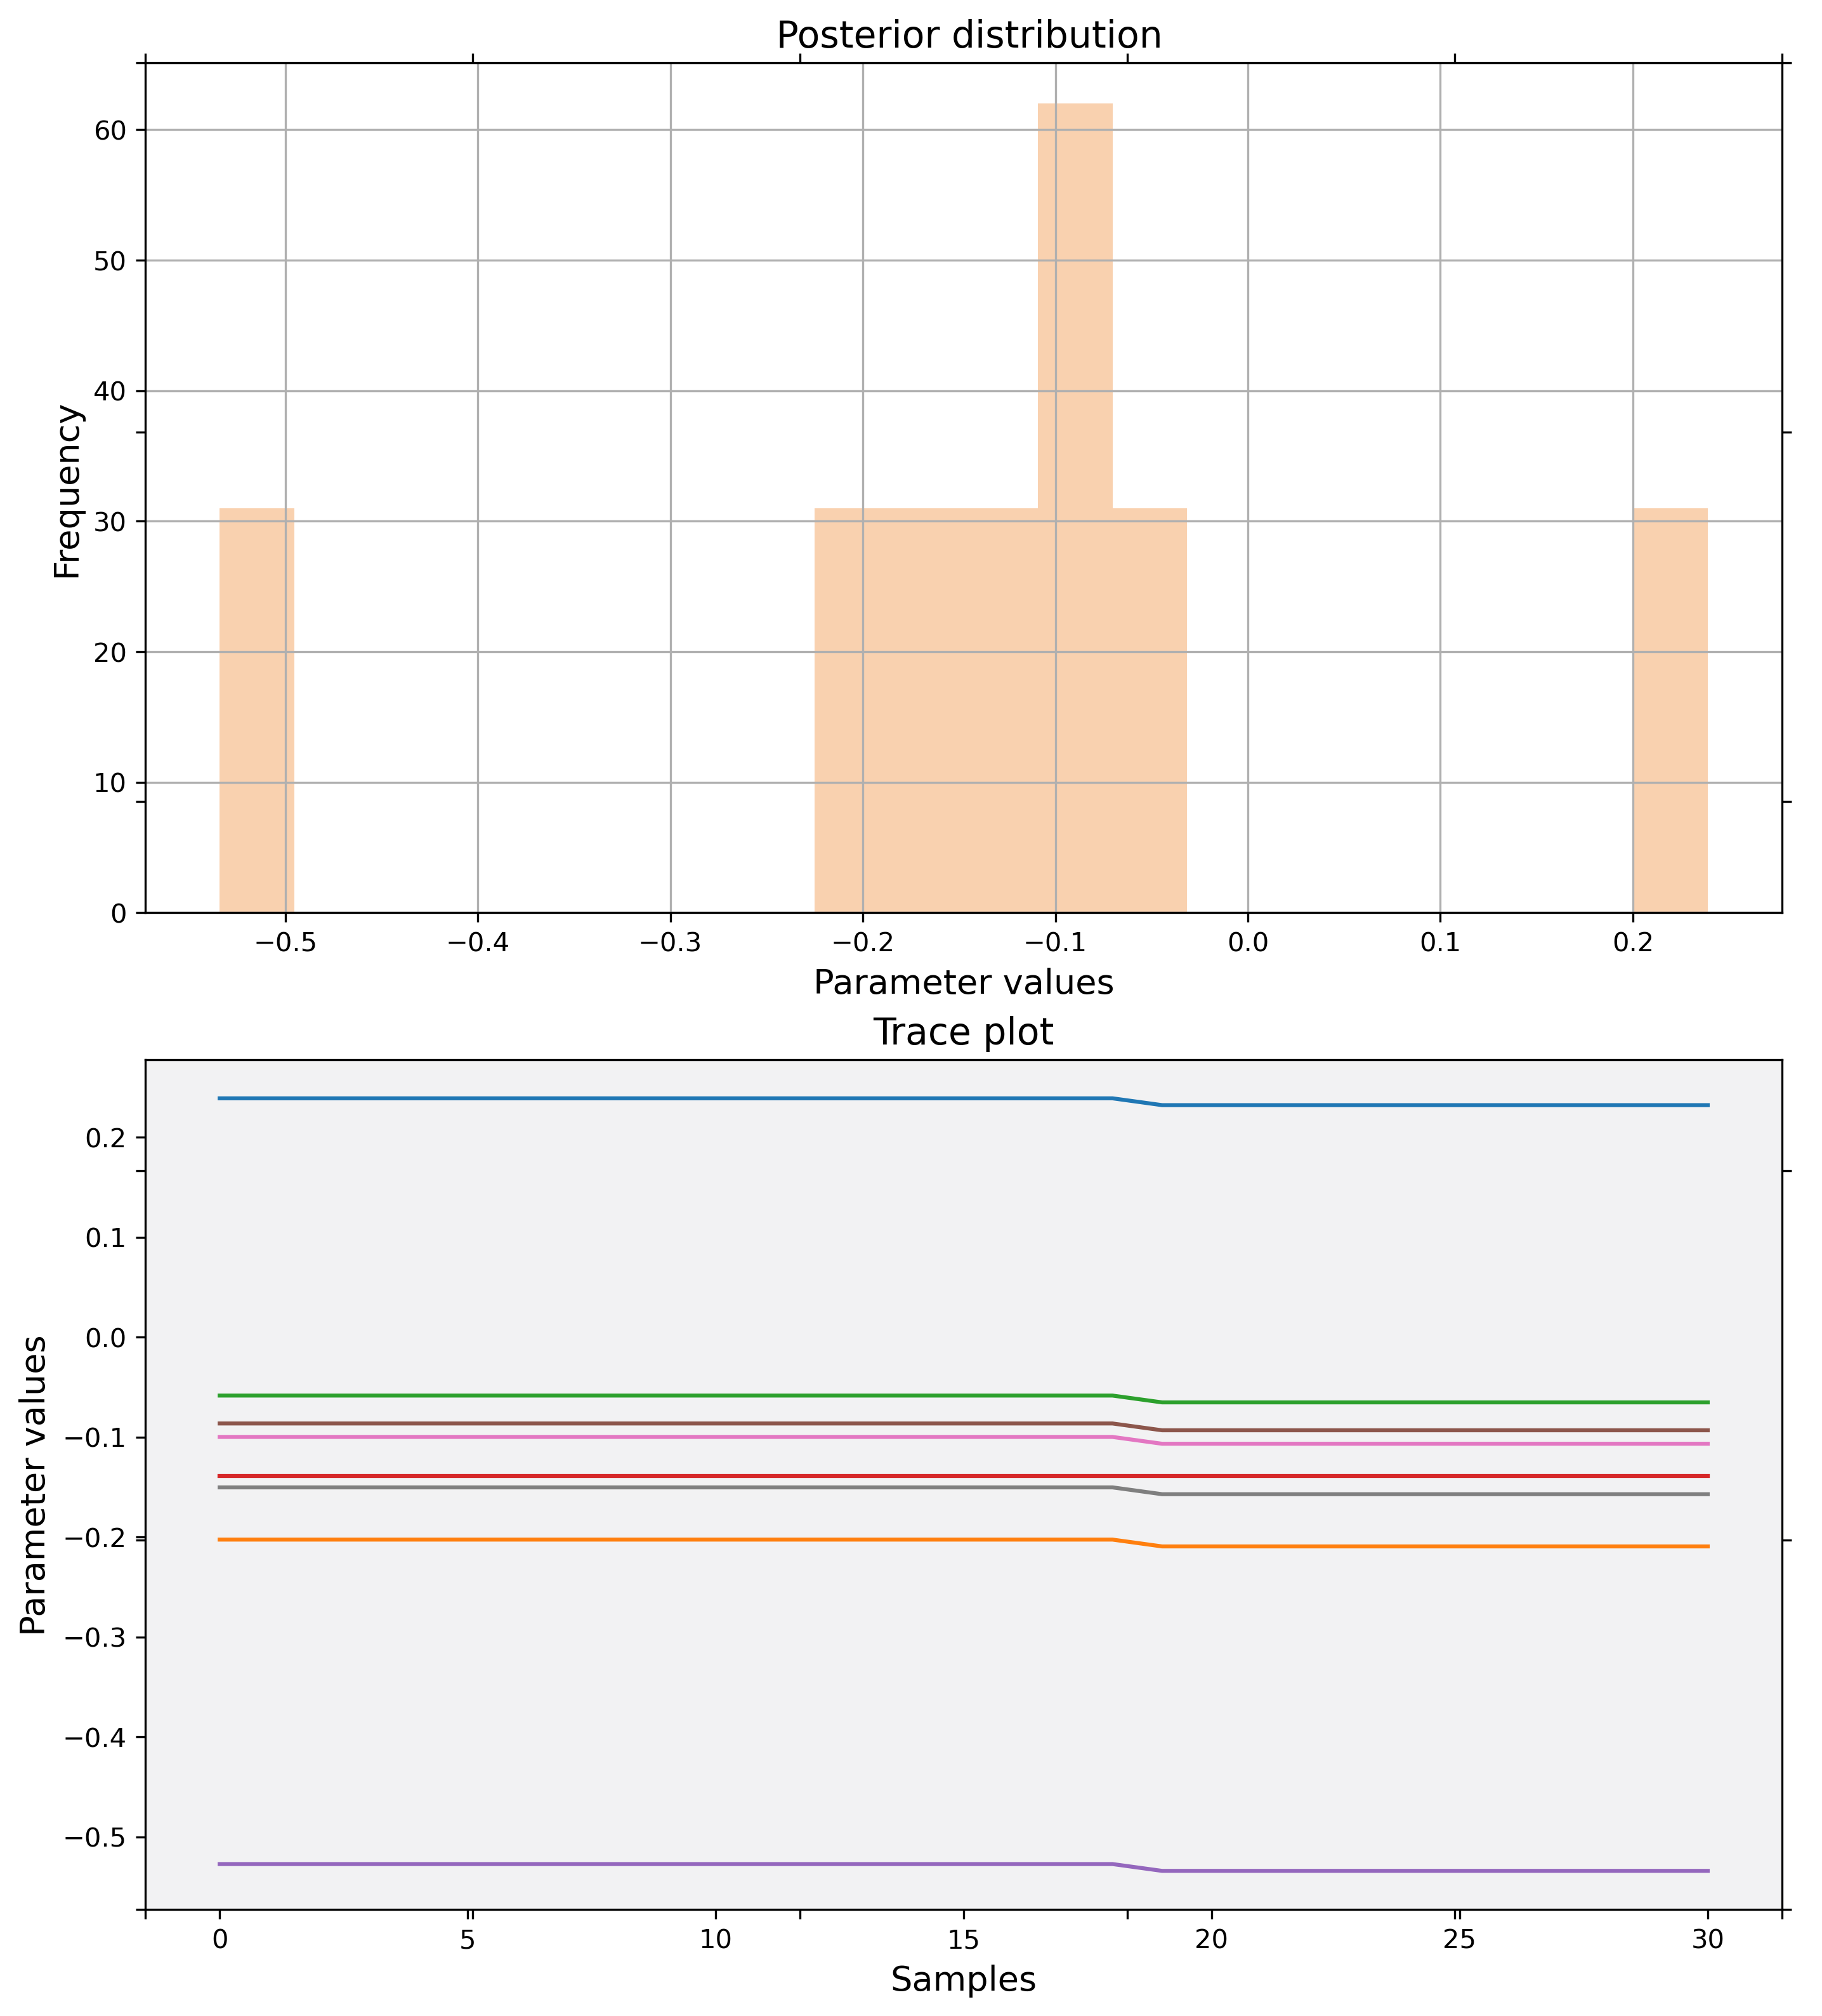 Posterior distribution
60
50
40
30
20
10
0
Frequency
−0.5 −0.4 −0.3 −0.2 −0.1 0.0 0.1 0.2
Parameter values
Trace plot
0.2
0.1
0.0
−0.1
−0.2
−0.3
−0.4
−0.5
Parameter values
0 5 10 15 20 25 30
Samples